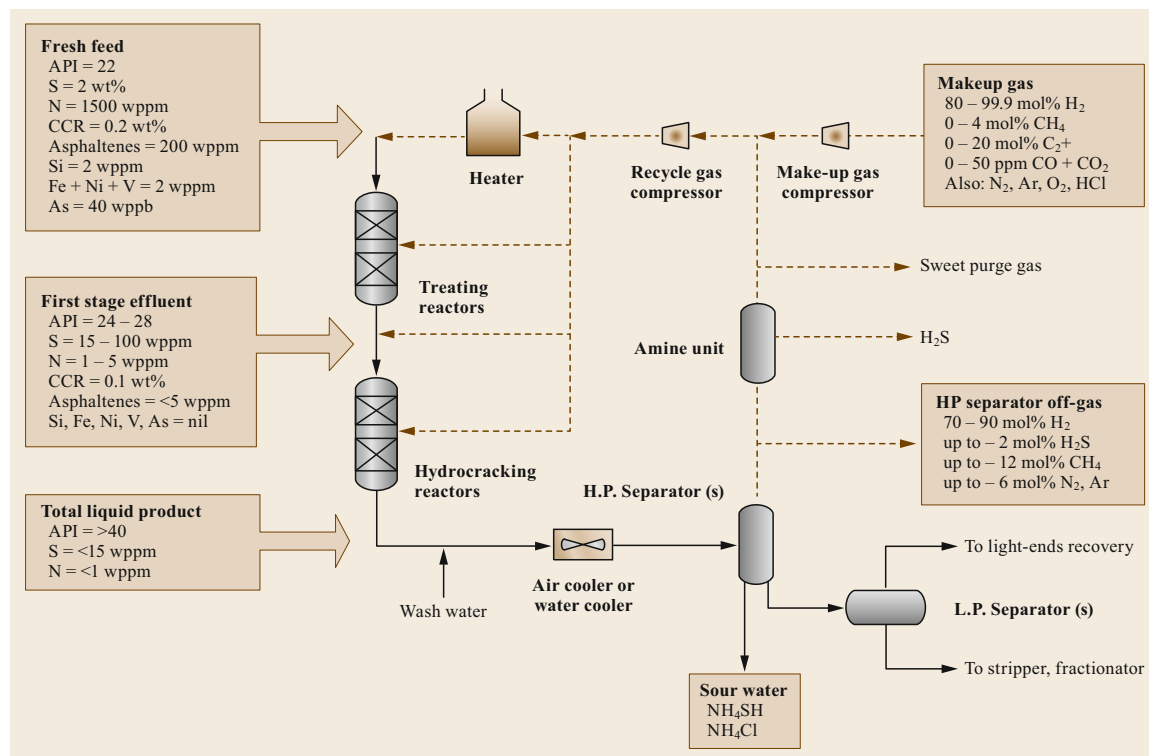 Fresh feed
API = 22
S = 2 wt%
N = 1500 wppm
CCR = 0.2 wt%
Asphaltenes = 200 wppm
Si = 2 wppm
Fe + Ni + V = 2 wppm
As = 40 wppb
Heater
Recycle gas
compressor
Make-up gas
compressor
Makeup gas
80 – 99.9 mol% H₂
0 – 4 mol% CH₄
0 – 20 mol% C₂+
0 – 50 ppm CO + CO₂
Also: N₂, Ar, O₂, HCl
Treating
reactors
Sweet purge gas
First stage effluent
API = 24 – 28
S = 15 – 100 wppm
N = 1 – 5 wppm
CCR = 0.1 wt%
Asphaltenes = <5 wppm
Si, Fe, Ni, V, As = nil
Amine unit
H₂S
HP separator off-gas
70 – 90 mol% H₂
up to – 2 mol% H₂S
up to – 12 mol% CH₄
up to – 6 mol% N₂, Ar
Hydrocracking
reactors
H.P. Separator (s)
Total liquid product
API = >40
S = <15 wppm
N = <1 wppm
Wash water
Air cooler or
water cooler
To light-ends recovery
L.P. Separator (s)
To stripper, fractionator
Sour water
NH₄SH
NH₄Cl